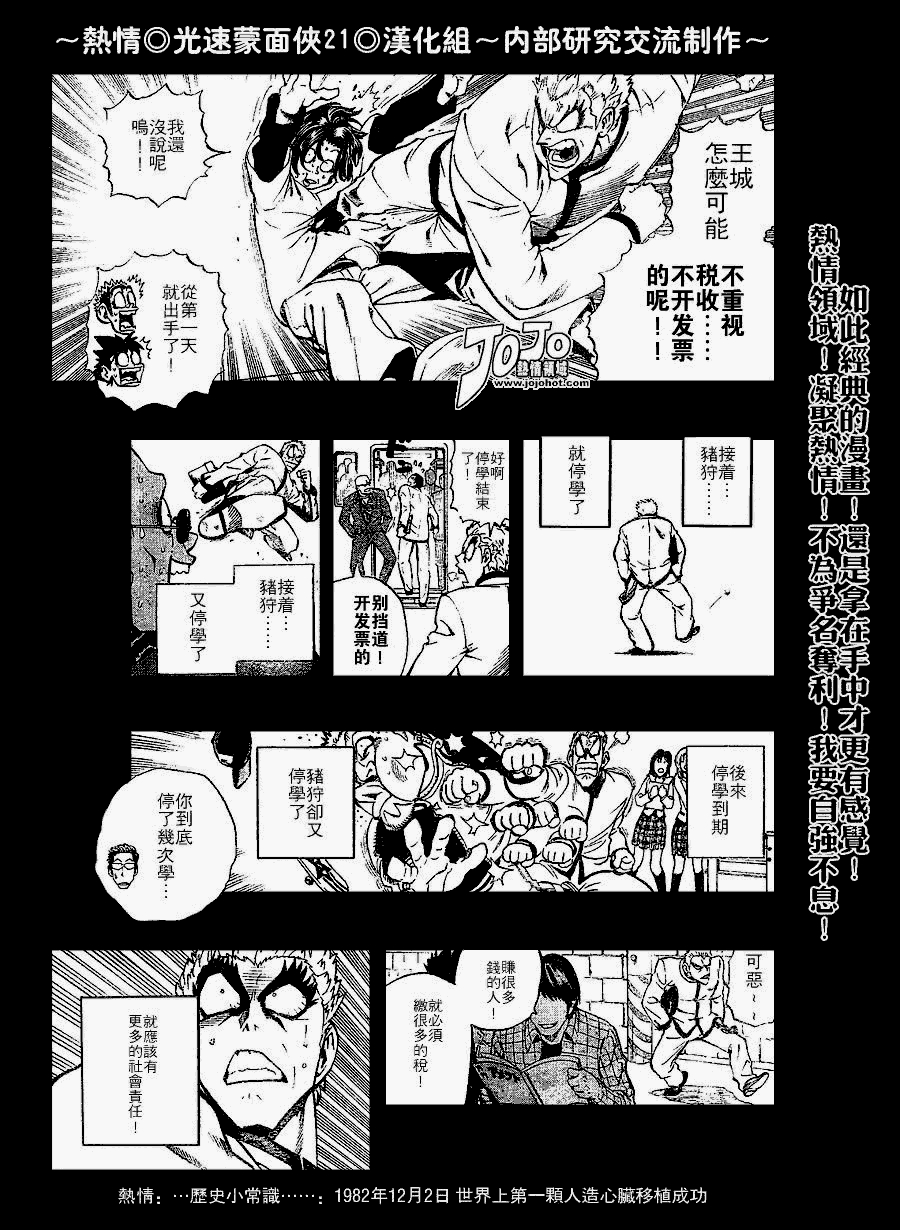 ～熱情◎光速蒙面俠21◎漢化組～内部研究交流制作～
王城
怎麼可能
不重视
税收……
不开发票
的呢！！
我還
沒說呢
嗚！！
從第一天
就出手了！
JOJO
熱情領域
www.jojohot.com
如此經典的漫畫！還是拿在手中才更有感覺！
熱情領域！凝聚熱情！不為爭名奪利！我要自強不息！
接着…
豬狩……
就停學了
好啊
停學結束
了！
别挡道！
开发票的
接着…
豬狩……
又停學了
後來
停學到期
豬狩卻又
停學了
你到底
停了幾次學…
可惡～
賺很多
錢的人！
就必須
繳很多的稅！
就應該有
更多的社會
責任！
熱情：…歷史小常識……：1982年12月2日 世界上第一顆人造心臟移植成功